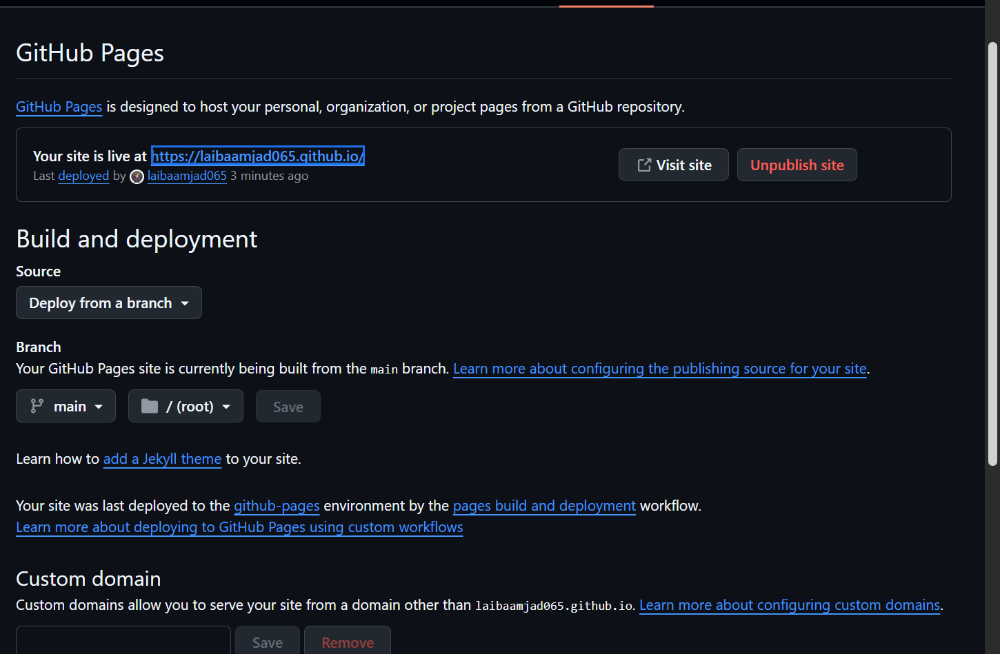 GitHub Pages
GitHub Pages is designed to host your personal, organization, or project pages from a GitHub repository.
Your site is live at https://laibaamjad065.github.io/
Visit site
Unpublish site
Last deployed by laibaamjad065 3 minutes ago
Build and deployment
Source
Deploy from a branch
Branch
Your GitHub Pages site is currently being built from the main branch. Learn more about configuring the publishing source for your site.
main
/ (root)
Save
Learn how to add a Jekyll theme to your site.
Your site was last deployed to the github-pages environment by the pages build and deployment workflow.
Learn more about deploying to GitHub Pages using custom workflows
Custom domain
Custom domains allow you to serve your site from a domain other than laibaamjad065.github.io. Learn more about configuring custom domains.
Save
Remove